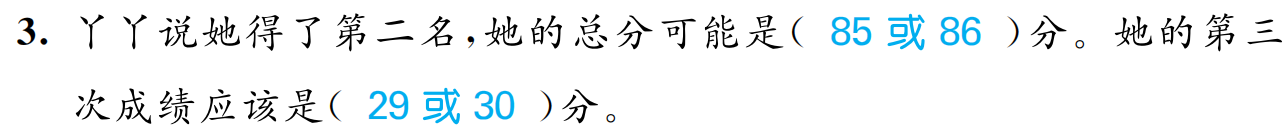 3. 丫丫说她得了第二名,她的总分可能是( 85 或 86 )分。她的第三
次成绩应该是( 29 或 30 )分。